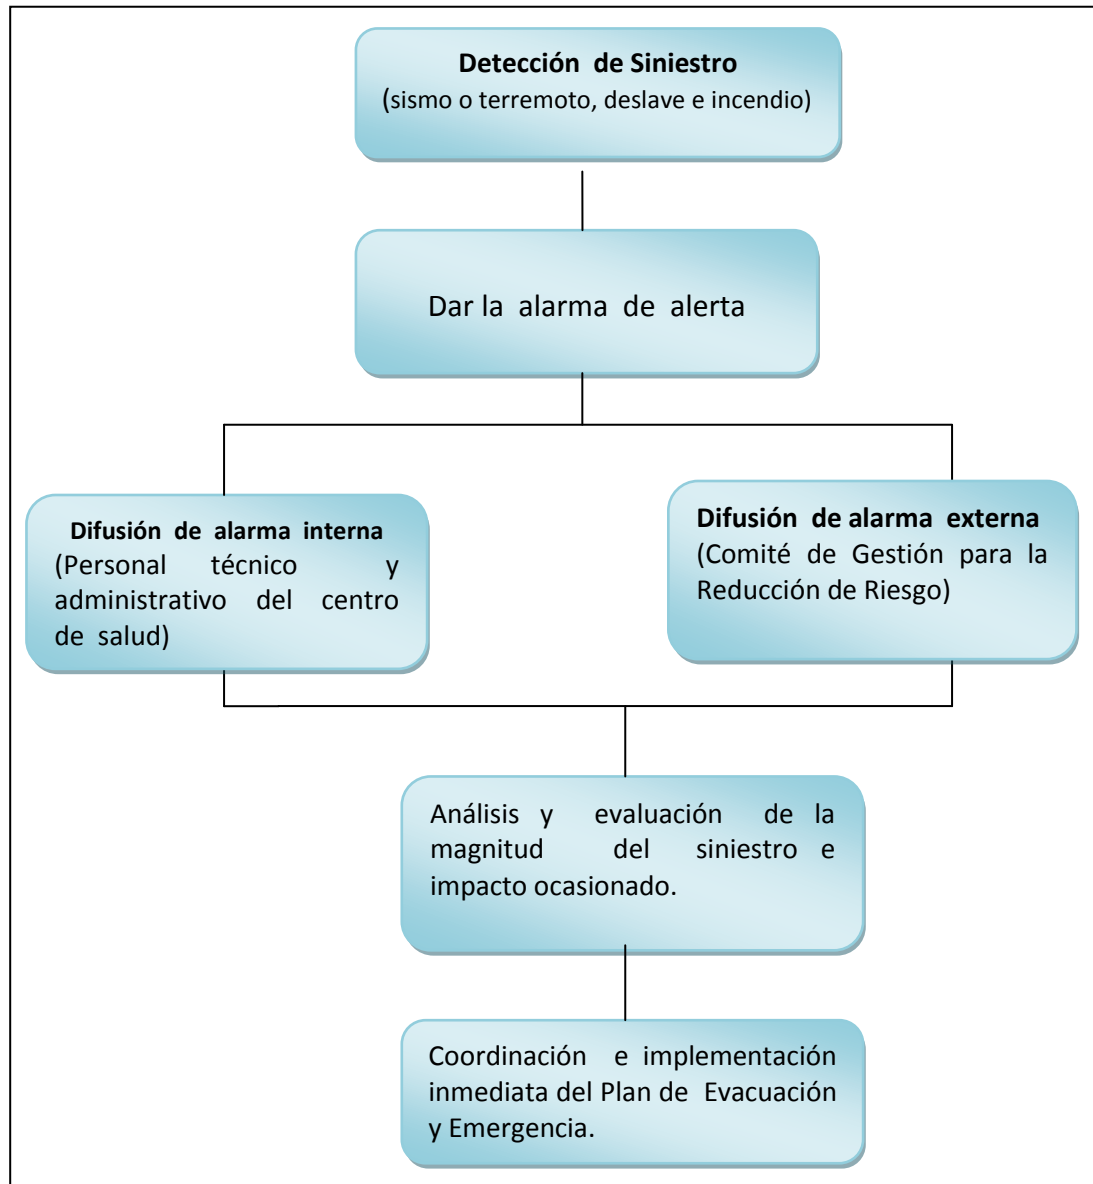 Detección de Siniestro
(sismo o terremoto, deslave e incendio)
Dar la alarma de alerta
Difusión de alarma interna
(Personal técnico y
administrativo del centro
de salud)
Difusión de alarma externa
(Comité de Gestión para la
Reducción de Riesgo)
Análisis y evaluación de la
magnitud del siniestro e
impacto ocasionado.
Coordinación e implementación
inmediata del Plan de Evacuación
y Emergencia.